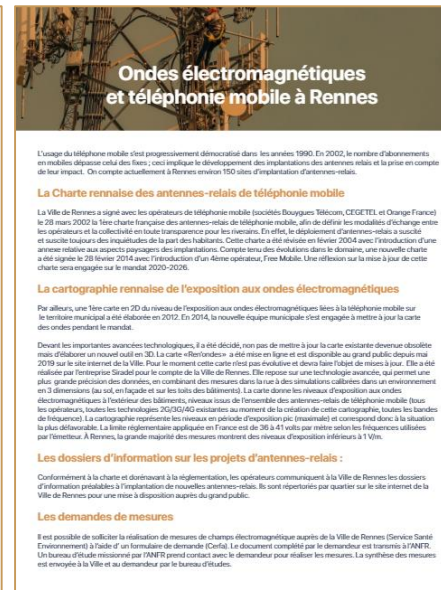 Ondes électromagnétiques
et téléphonie mobile à Rennes
L'usage du téléphone mobile s'est progressivement démocratisé dans les années 1990. En 2002, le nombre d'abonnements
en mobiles dépasse celui des fixes ; ceci implique le développement des implantations des antennes relais et la prise en compte
de leur impact. On compte actuellement à Rennes environ 150 sites d'implantation d'antennes-relais.
La Charte rennaise des antennes-relais de téléphonie mobile
La Ville de Rennes a signé avec les opérateurs de téléphonie mobile (sociétés Bouygues Télécom, CEGETEL et Orange France)
le 28 mars 2002 la 1ère charte française des antennes-relais de téléphonie mobile, afin de définir les modalités d'échange entre
les opérateurs et la collectivité en toute transparence pour les riverains. En effet, le déploiement d'antennes-relais a suscité
et suscite toujours des inquiétudes de la part des habitants. Cette charte a été révisée en février 2004 avec l'introduction d'une
annexe relative aux aspects paysagers des implantations. Compte tenu des évolutions dans le domaine, une nouvelle charte
a été signée le 28 février 2014 avec l'introduction d'un 4ème opérateur, Free Mobile. Une réflexion sur la mise à jour de cette
charte sera engagée sur le mandat 2020-2026.
La cartographie rennaise de l'exposition aux ondes électromagnétiques
Par ailleurs, une 1ère carte en 2D du niveau de l'exposition aux ondes électromagnétiques liées à la téléphonie mobile sur
le territoire municipal a été élaborée en 2012. En 2014, la nouvelle équipe municipale s'est engagée à mettre à jour la carte
des ondes pendant le mandat.
Devant les importantes avancées technologiques, il a été décidé, non pas de mettre à jour la carte existante devenue obsolète
mais d'élaborer un nouvel outil en 3D. La carte «Ren'ondes» a été mise en ligne et est disponible au grand public depuis mai
2019 sur le site internet de la Ville. Pour le moment cette carte n'est pas évolutive et devra faire l'objet de mises à jour. Elle a été
réalisée par l'entreprise Siradel pour le compte de la Ville de Rennes. Elle repose sur une technologie avancée, qui permet une
plus grande précision des données, en combinant des mesures dans la rue à des simulations calibrées dans un environnement
en 3 dimensions (au sol, en façade et sur les toits des bâtiments). La carte donne les niveaux d'exposition aux ondes
électromagnétiques à l'extérieur des bâtiments, niveaux issus de l'ensemble des antennes-relais de téléphonie mobile (tous
les opérateurs, toutes les technologies 2G/3G/4G existantes au moment de la création de cette cartographie, toutes les bandes
de fréquence). La cartographie représente les niveaux en période d'exposition pic (maximale) et correspond donc à la situation
la plus défavorable. La limite réglementaire appliquée en France est de 36 à 41 volts par mètre selon les fréquences utilisées
par l'émetteur. À Rennes, la grande majorité des mesures montrent des niveaux d'exposition inférieurs à 1 V/m.
Les dossiers d'information sur les projets d'antennes-relais :
Conformément à la charte et dorénavant à la réglementation, les opérateurs communiquent à la Ville de Rennes les dossiers
d'information préalables à l'implantation de nouvelles antennes-relais. Ils sont répertoriés par quartier sur le site internet de la
Ville de Rennes pour une mise à disposition auprès du grand public.
Les demandes de mesures
Il est possible de solliciter la réalisation de mesures de champs électromagnétique auprès de la Ville de Rennes (Service Santé
Environnement) à l'aide d' un formulaire de demande (Cerfa). Le document complété par le demandeur est transmis à l'ANFR.
Un bureau d'étude missionné par l'ANFR prend contact avec le demandeur pour réaliser les mesures. La synthèse des mesures
est envoyée à la Ville et au demandeur par le bureau d'études.